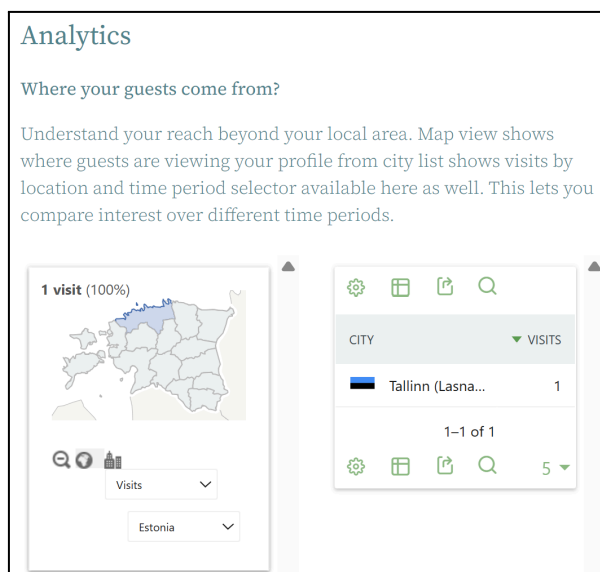 Analytics
Where your guests come from?
Understand your reach beyond your local area. Map view shows
where guests are viewing your profile from city list shows visits by
location and time period selector available here as well. This lets you
compare interest over different time periods.
1 visit (100%)
Visits
Estonia
CITY VISITS
Tallinn (Lasna... 1
1–1 of 1
5